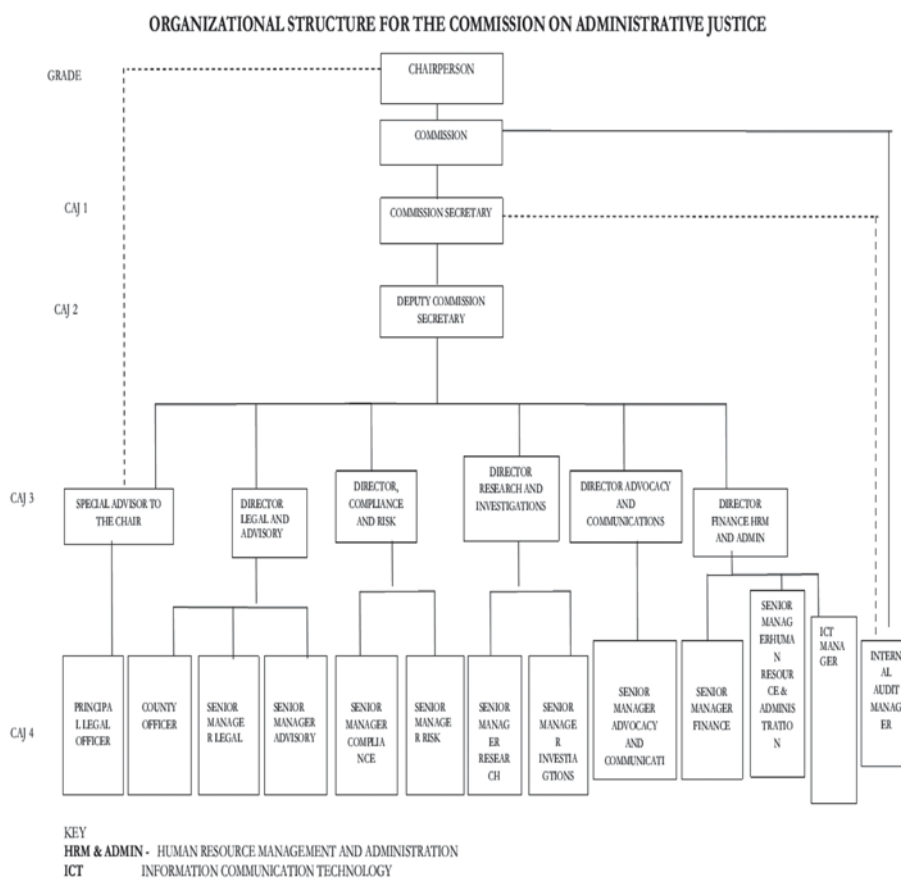 ORGANIZATIONAL STRUCTURE FOR THE COMMISSION ON ADMINISTRATIVE JUSTICE
GRADE
CHAIRPERSON
COMMISSION
CAJ 1
COMMISSION SECRETARY
CAJ 2
DEPUTY COMMISSION
SECRETARY
CAJ 3
SPECIAL ADVISOR TO
THE CHAIR
DIRECTOR
LEGAL AND
ADVISORY
DIRECTOR,
COMPLIANCE
AND RISK
DIRECTOR
RESEARCH AND
INVESTIGATIONS
DIRECTOR ADVOCACY
AND
COMMUNICATIONS
DIRECTOR
FINANCE HRM
AND ADMIN
CAJ 4
PRINCIPA
L LEGAL
OFFICER
COUNTY
OFFICER
SENIOR
MANAGE
R LEGAL
SENIOR
MANAGER
ADVISORY
SENIOR
MANAGER
COMPLIA
NCE
SENIOR
MANAGE
R RISK
SENIOR
MANAG
ER
RESEAR
CH
SENIOR
MANAGE
R
INVESTIA
GTIONS
SENIOR
MANAGER
ADVOCACY
AND
COMMUNICATI
SENIOR
MANAGER
FINANCE
SENIOR
MANAG
ERHUMA
N
RESOUR
CE &
ADMINIS
TRATIO
N
ICT
MANA
GER
INTERN
AL
AUDIT
MANAG
ER
KEY
HRM & ADMIN - HUMAN RESOURCE MANAGEMENT AND ADMINISTRATION
ICT INFORMATION COMMUNICATION TECHNOLOGY